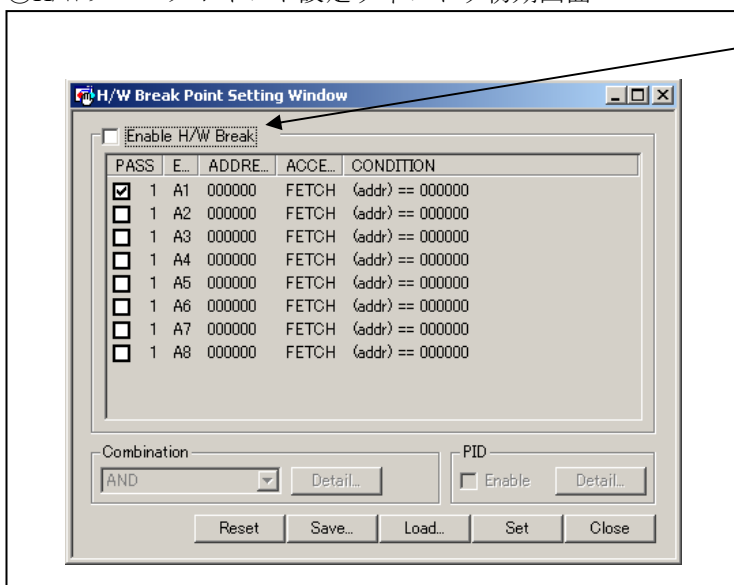 H/W Break Point Setting Window
Enable H/W Break
PASS E... ADDRE... ACCE... CONDITION
1 A1 000000 FETCH (addr) == 000000
1 A2 000000 FETCH (addr) == 000000
1 A3 000000 FETCH (addr) == 000000
1 A4 000000 FETCH (addr) == 000000
1 A5 000000 FETCH (addr) == 000000
1 A6 000000 FETCH (addr) == 000000
1 A7 000000 FETCH (addr) == 000000
1 A8 000000 FETCH (addr) == 000000
Combination
AND Detail...
PID
Enable Detail...
Reset Save... Load... Set Close